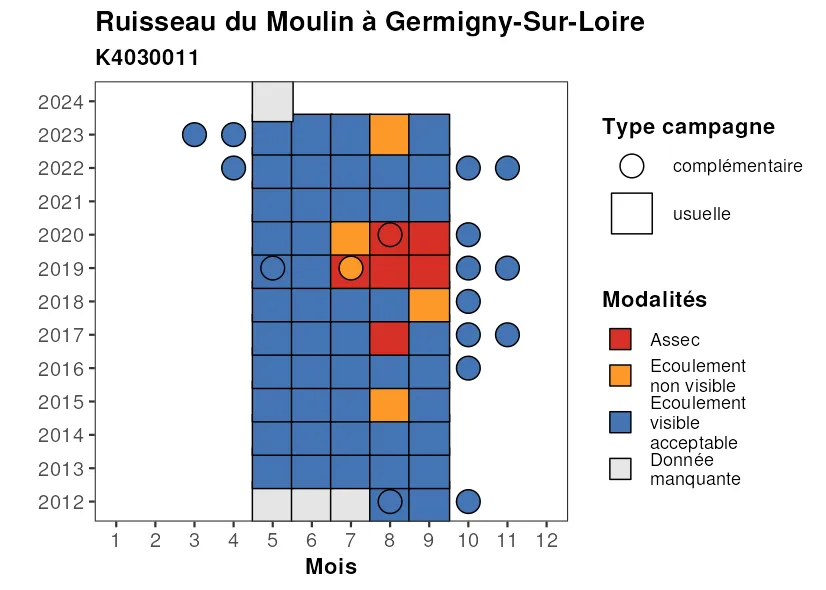 Ruisseau du Moulin à Germigny-Sur-Loire
K4030011
2024
2023
2022
2021
2020
2019
2018
2017
2016
2015
2014
2013
2012
1 2 3 4 5 6 7 8 9 10 11 12
Mois
Type campagne
complémentaire
usuelle
Modalités
Assec
Ecoulement
non visible
Ecoulement
visible
acceptable
Donnée
manquante